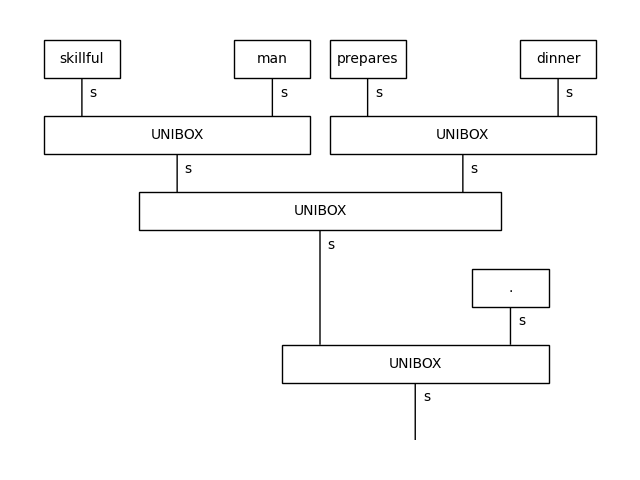 skillful man prepares dinner
s s s s
UNIBOX UNIBOX
s s
UNIBOX
s
.
s
UNIBOX
s